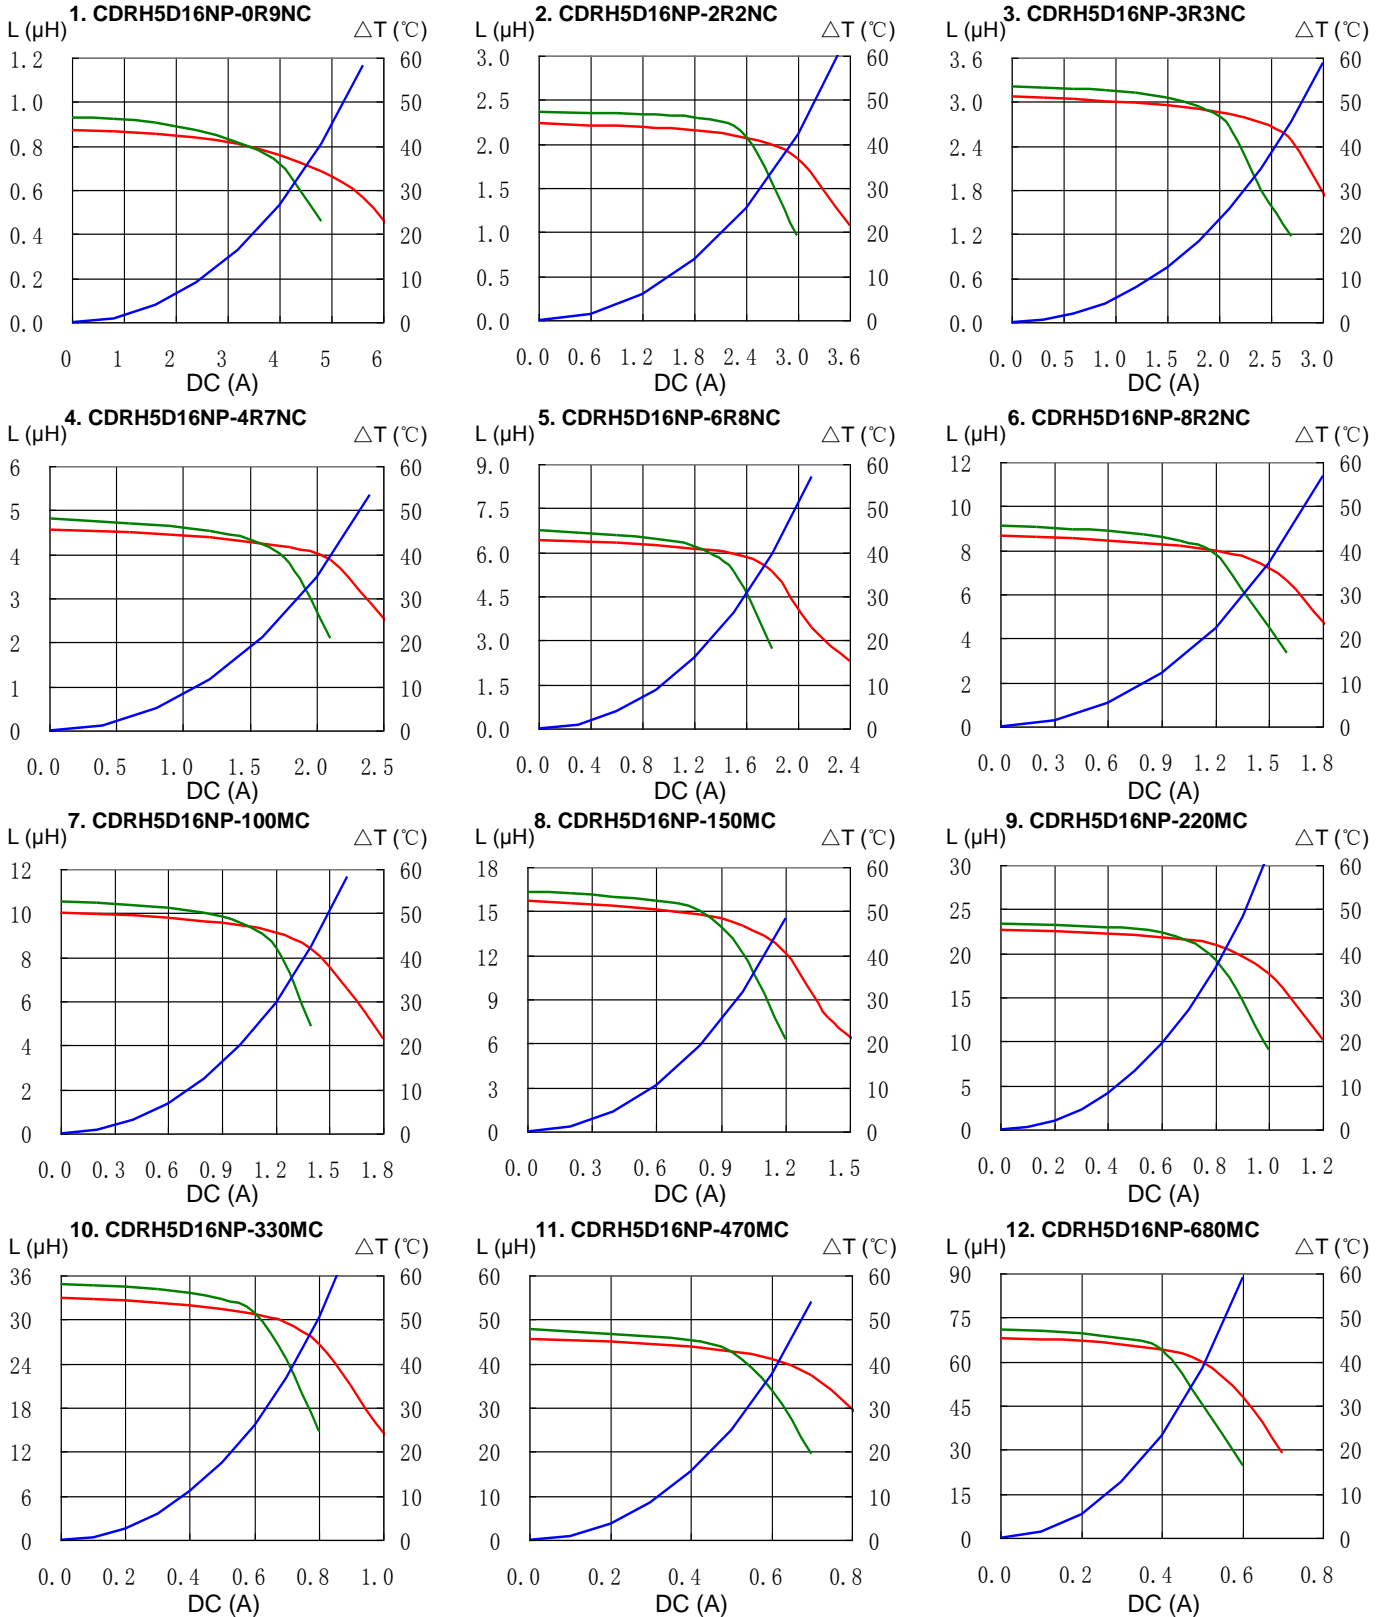 1. CDRH5D16NP-0R9NC
L (µH)
△T (℃)
1.2
1.0
0.8
0.6
0.4
0.2
0.0
60
50
40
30
20
10
0
0 1 2 3 4 5 6
DC (A)
2. CDRH5D16NP-2R2NC
L (µH)
△T (℃)
3.0
2.5
2.0
1.5
1.0
0.5
0.0
60
50
40
30
20
10
0
0.0 0.6 1.2 1.8 2.4 3.0 3.6
DC (A)
3. CDRH5D16NP-3R3NC
L (µH)
△T (℃)
3.6
3.0
2.4
1.8
1.2
0.6
0.0
60
50
40
30
20
10
0
0.0 0.5 1.0 1.5 2.0 2.5 3.0
DC (A)
4. CDRH5D16NP-4R7NC
L (µH)
△T (℃)
6
5
4
3
2
1
0
60
50
40
30
20
10
0
0.0 0.5 1.0 1.5 2.0 2.5
DC (A)
5. CDRH5D16NP-6R8NC
L (µH)
△T (℃)
9.0
7.5
6.0
4.5
3.0
1.5
0.0
60
50
40
30
20
10
0
0.0 0.4 0.8 1.2 1.6 2.0 2.4
DC (A)
6. CDRH5D16NP-8R2NC
L (µH)
△T (℃)
12
10
8
6
4
2
0
60
50
40
30
20
10
0
0.0 0.3 0.6 0.9 1.2 1.5 1.8
DC (A)
7. CDRH5D16NP-100MC
L (µH)
△T (℃)
12
10
8
6
4
2
0
60
50
40
30
20
10
0
0.0 0.3 0.6 0.9 1.2 1.5 1.8
DC (A)
8. CDRH5D16NP-150MC
L (µH)
△T (℃)
18
15
12
9
6
3
0
60
50
40
30
20
10
0
0.0 0.3 0.6 0.9 1.2 1.5
DC (A)
9. CDRH5D16NP-220MC
L (µH)
△T (℃)
30
25
20
15
10
5
0
60
50
40
30
20
10
0
0.0 0.2 0.4 0.6 0.8 1.0 1.2
DC (A)
10. CDRH5D16NP-330MC
L (µH)
△T (℃)
36
30
24
18
12
6
0
60
50
40
30
20
10
0
0.0 0.2 0.4 0.6 0.8 1.0
DC (A)
11. CDRH5D16NP-470MC
L (µH)
△T (℃)
60
50
40
30
20
10
0
60
50
40
30
20
10
0
0.0 0.2 0.4 0.6 0.8
DC (A)
12. CDRH5D16NP-680MC
L (µH)
△T (℃)
90
75
60
45
30
15
0
60
50
40
30
20
10
0
0.0 0.2 0.4 0.6 0.8
DC (A)